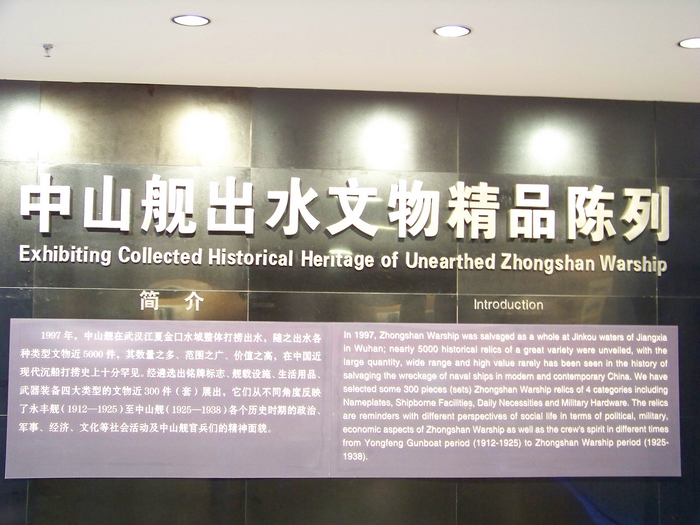 中山舰出水文物精品陈列
Exhibiting Collected Historical Heritage of Unearthed Zhongshan Warship
简 介
1997年，中山舰在武汉江夏金口水域整体打捞出水，随之出水各
种类型文物近5000件，其数量之多、范围之广、价值之高，在中国近
现代沉船打捞史上十分罕见。经遴选出铭牌标志、舰载设施、生活用品、
武器装备四大类型的文物近300件（套）展出，它们从不同角度反映
了永丰舰（1912—1925）至中山舰（1925—1938）各个历史时期的政治、
军事、经济、文化等社会活动及中山舰官兵们的精神面貌。
Introduction
In 1997, Zhongshan Warship was salvaged as a whole at Jinkou waters of Jiangxia
in Wuhan; nearly 5000 historical relics of a great variety were unveiled, with the
large quantity, wide range and high value rarely has been seen in the history of
salvaging the wreckage of naval ships in modern and contemporary China. We have
selected some 300 pieces (sets) Zhongshan Warship relics of 4 categories including
Nameplates, Shipborne Facilities, Daily Necessities and Military Hardware. The relics
are reminders with different perspectives of social life in terms of political, military,
economic aspects of Zhongshan Warship as well as the crew's spirit in different times
from Yongfeng Gunboat period (1912-1925) to Zhongshan Warship period (1925-
1938).